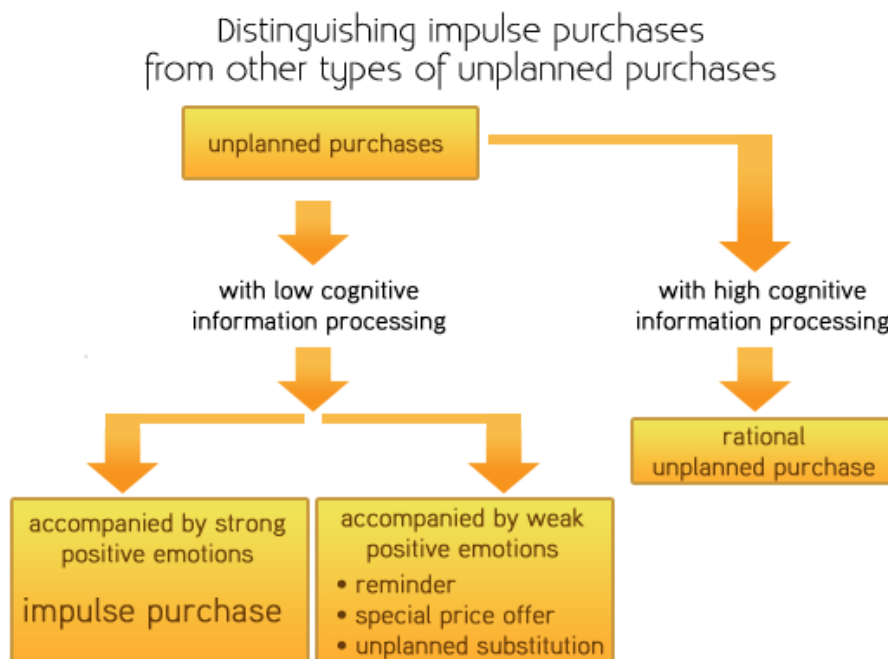 Distinguishing impulse purchases
from other types of unplanned purchases
unplanned purchases
with low cognitive
information processing
with high cognitive
information processing
rational
unplanned purchase
accompanied by strong
positive emotions
impulse purchase
accompanied by weak
positive emotions
• reminder
• special price offer
• unplanned substitution